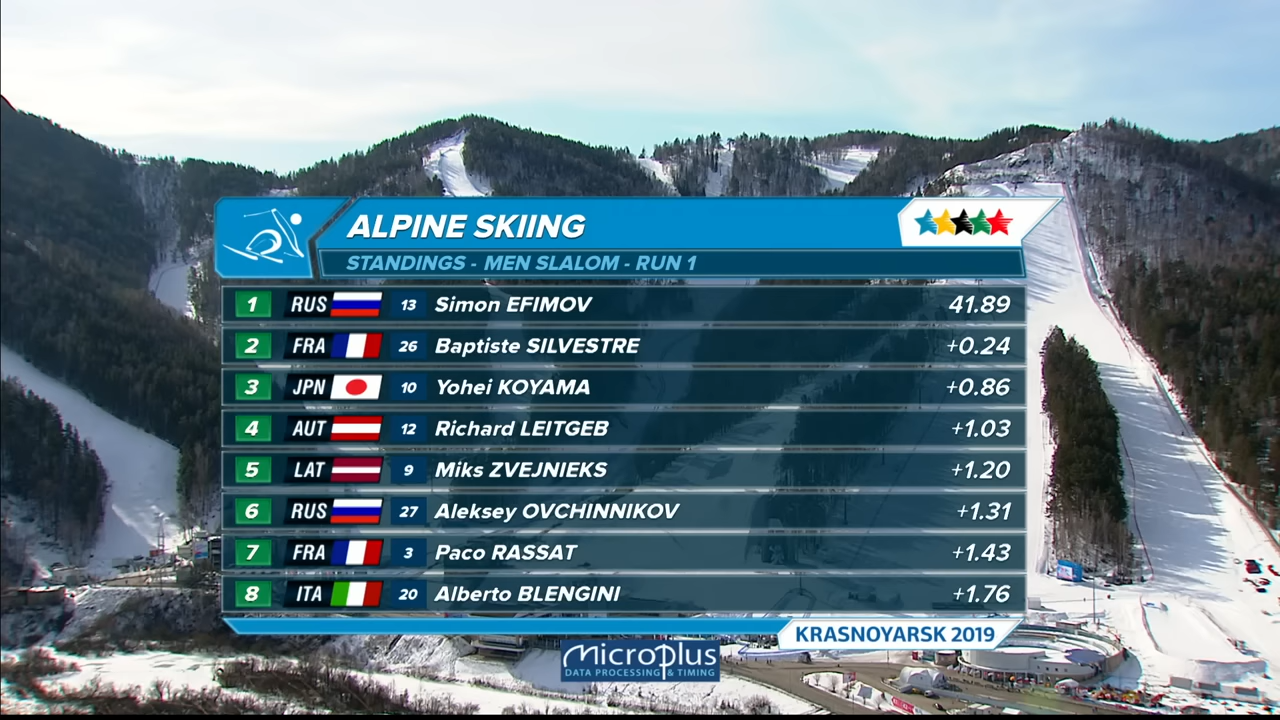 ALPINE SKIING
STANDINGS - MEN SLALOM - RUN 1
1 RUS 13 Simon EFIMOV 41.89
2 FRA 26 Baptiste SILVESTRE +0.24
3 JPN 10 Yohei KOYAMA +0.86
4 AUT 12 Richard LEITGEB +1.03
5 LAT 9 Miks ZVEJNIEKS +1.20
6 RUS 27 Aleksey OVCHINNIKOV +1.31
7 FRA 3 Paco RASSAT +1.43
8 ITA 20 Alberto BLENGINI +1.76
KRASNOYARSK 2019
Microplus
DATA PROCESSING & TIMING